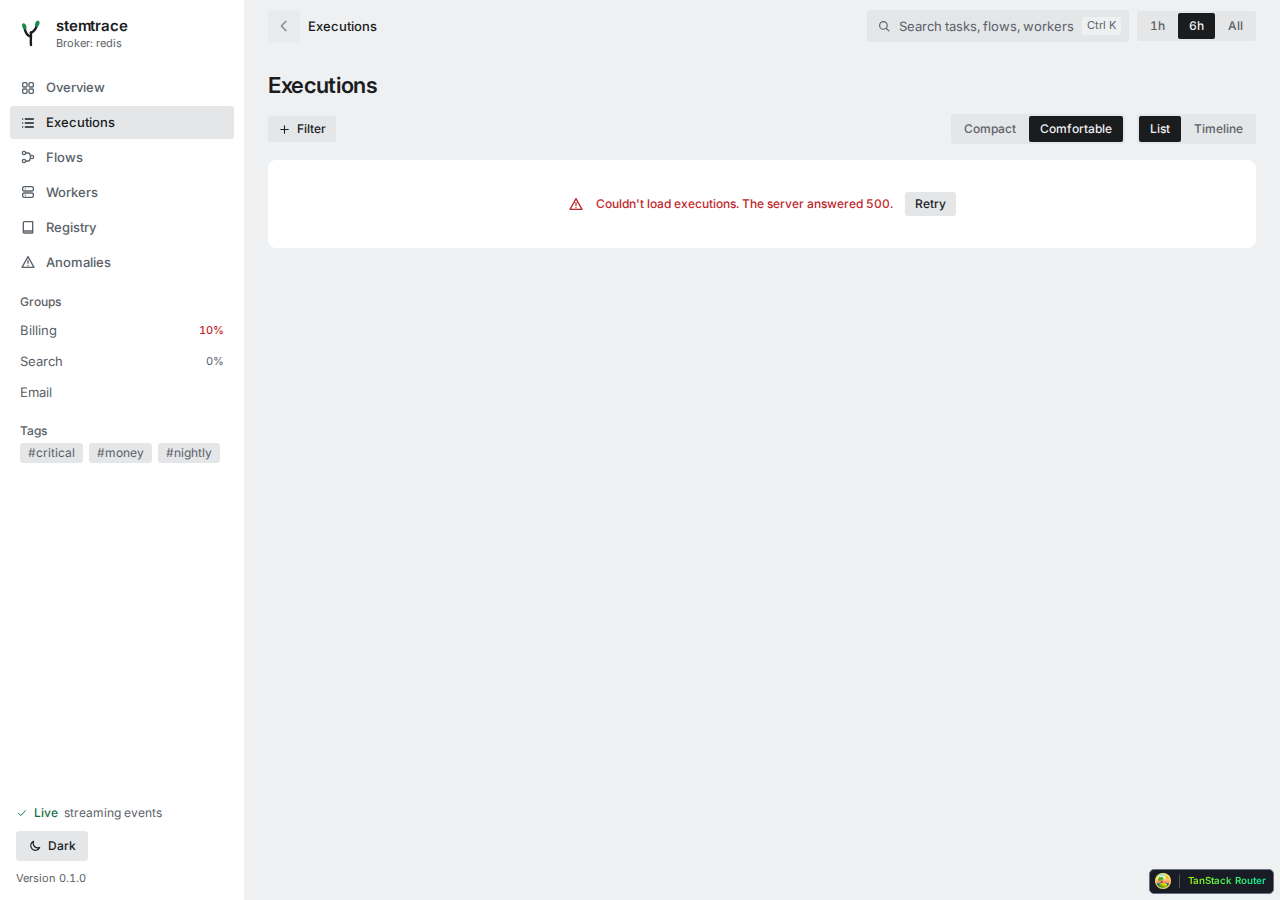 stemtrace
Broker: redis
Overview
Executions
Flows
Workers
Registry
Anomalies
Groups
Billing 10%
Search 0%
Email
Tags
#critical #money #nightly
Live streaming events
Dark
Version 0.1.0
Executions
Search tasks, flows, workers Ctrl K
1h 6h All
Executions
Filter
Compact Comfortable List Timeline
Couldn't load executions. The server answered 500. Retry
TanStack Router